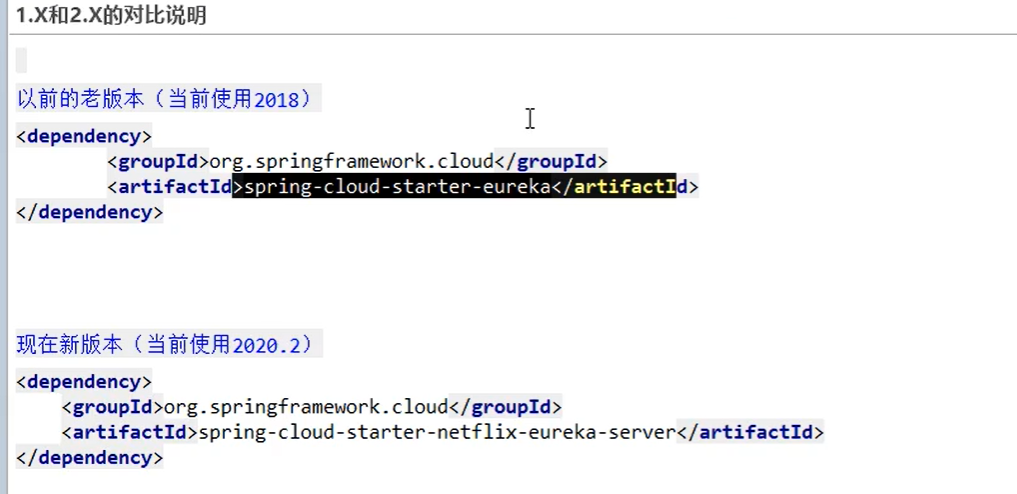 1.X和2.X的对比说明
以前的老版本（当前使用2018）
<dependency>
<groupId>org.springframework.cloud</groupId>
<artifactId>spring-cloud-starter-eureka</artifactId>
</dependency>
现在新版本（当前使用2020.2）
<dependency>
<groupId>org.springframework.cloud</groupId>
<artifactId>spring-cloud-starter-netflix-eureka-server</artifactId>
</dependency>